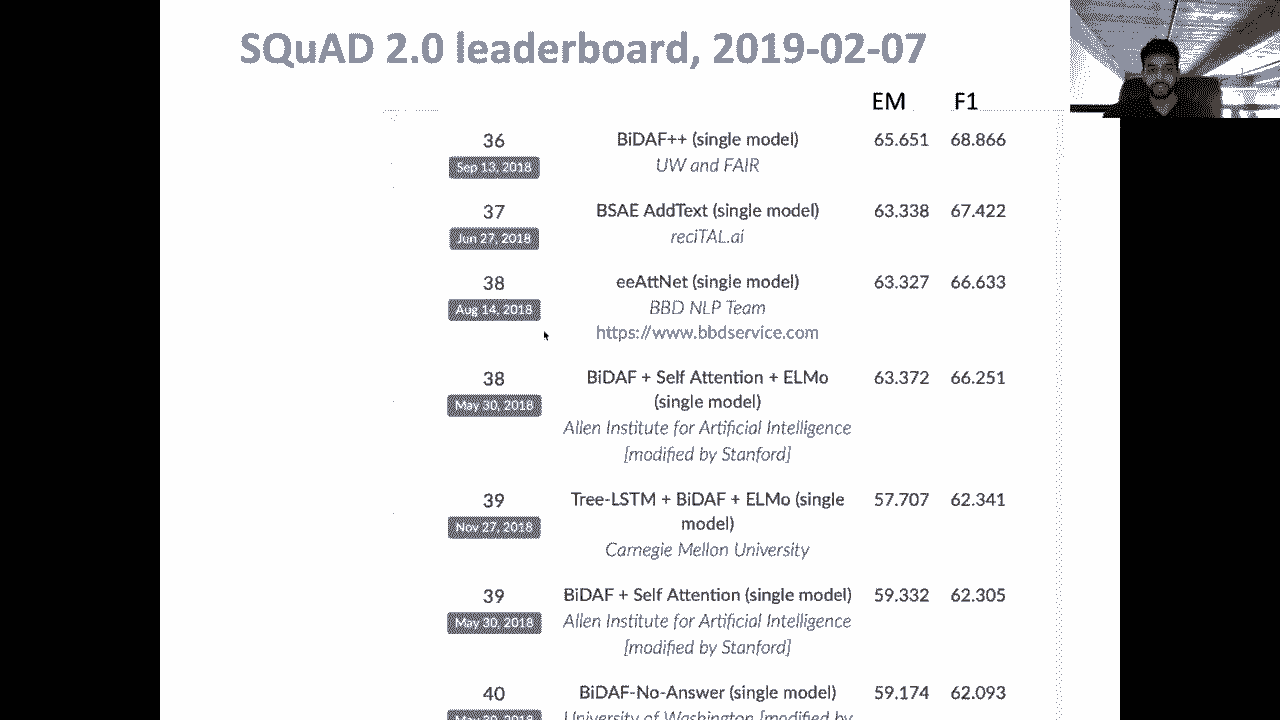 SQuAD 2.0 leaderboard, 2019-02-07
EM F1
36 BiDAF++ (single model) 65.651 68.866
Sep 13, 2018 UW and FAIR
37 BSAE AddText (single model) 63.338 67.422
Jun 27, 2018 reciTAL.ai
38 eeAttNet (single model) 63.327 66.633
Aug 14, 2018 BBD NLP Team
https://www.bbdservice.com
38 BiDAF + Self Attention + ELMo 63.372 66.251
May 30, 2018 (single model)
Allen Institute for Artificial Intelligence
[modified by Stanford]
39 Tree-LSTM + BiDAF + ELMo (single 57.707 62.341
Nov 27, 2018 model)
Carnegie Mellon University
39 BiDAF + Self Attention (single model) 59.332 62.305
May 30, 2018 Allen Institute for Artificial Intelligence
[modified by Stanford]
40 BiDAF-No-Answer (single model) 59.174 62.093
University of Washington [modified by